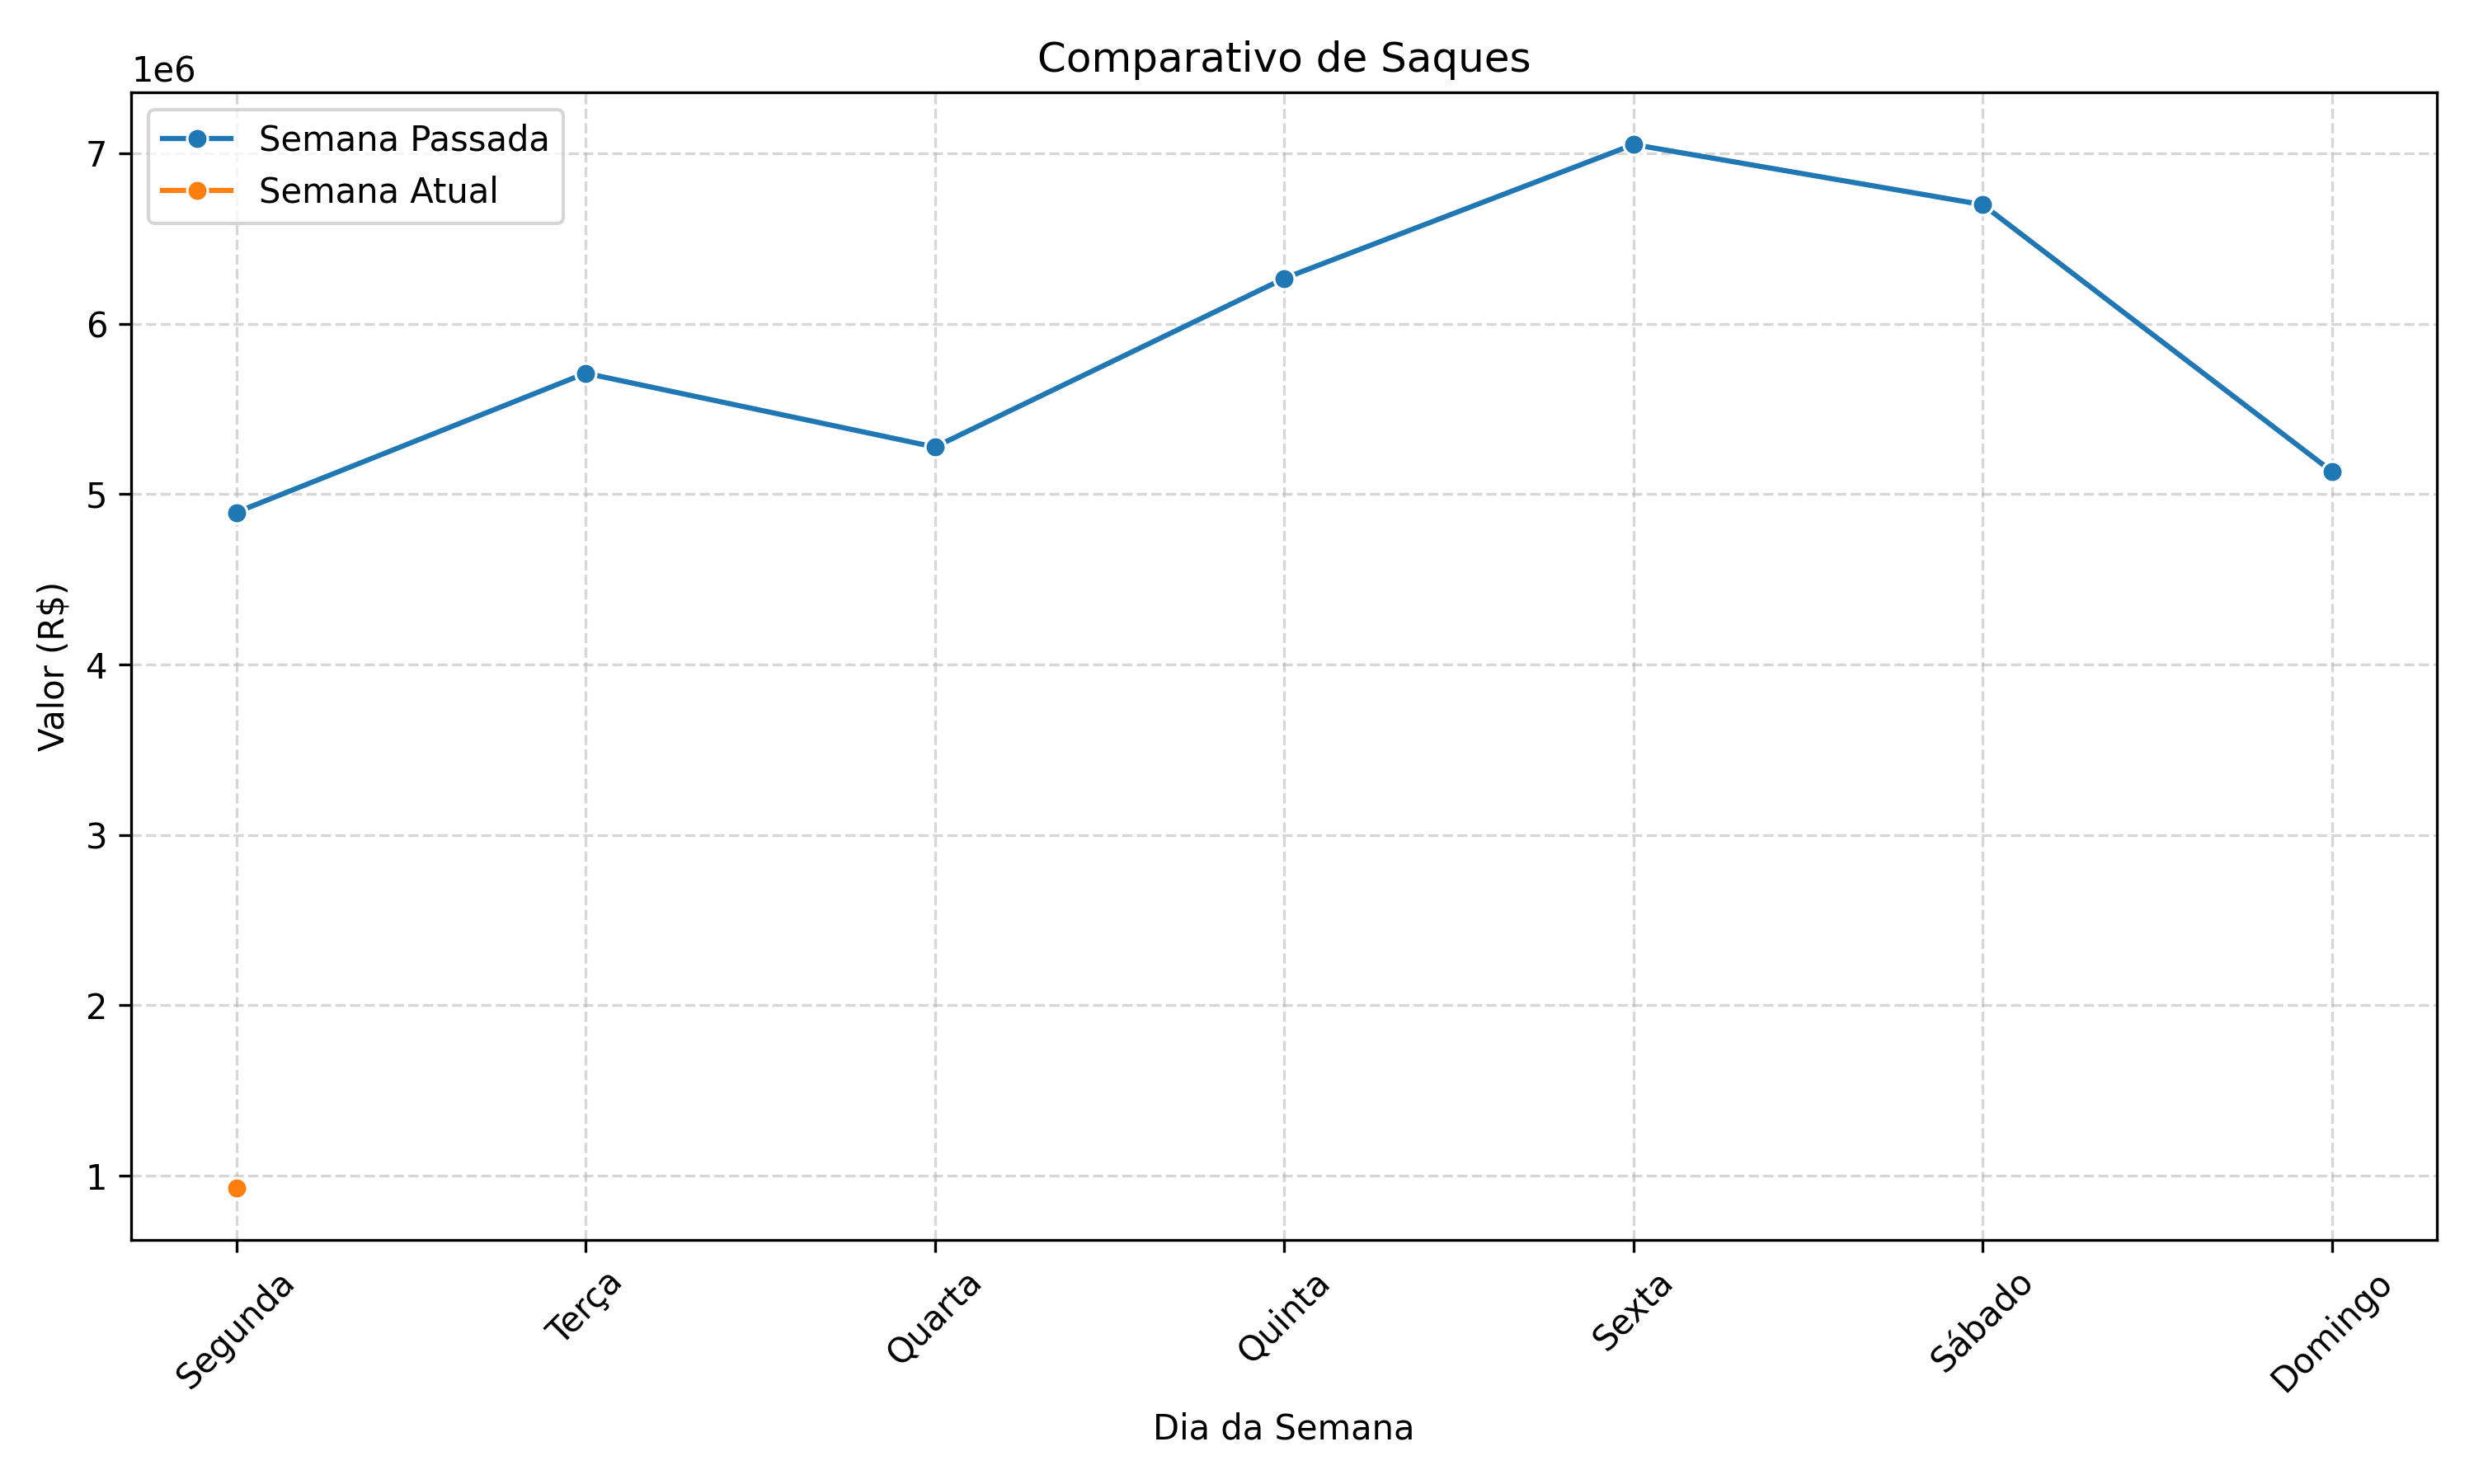 Comparativo de Saques
1e6
Semana Passada
Semana Atual
7
6
5
4
3
2
1
Valor (R$)
Segunda
Terça
Quarta
Quinta
Sexta
Sábado
Domingo
Dia da Semana